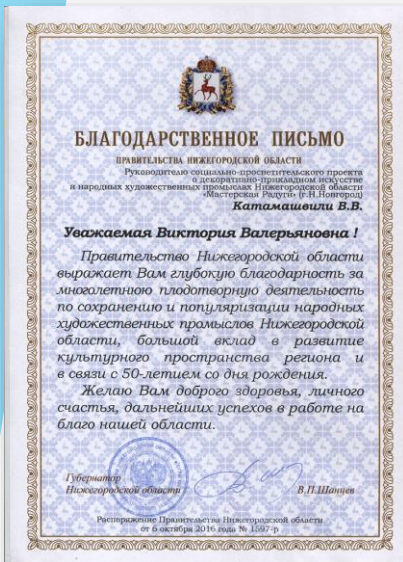 БЛАГОДАРСТВЕННОЕ ПИСЬМО
ПРАВИТЕЛЬСТВА НИЖЕГОРОДСКОЙ ОБЛАСТИ
Руководителю социально-просветительского проекта
о декоративно-прикладном искусстве
и народных художественных промыслах Нижегородской области
«Мастерская Радуги» (г.Н.Новгород)
Катамашвили В.В.
Уважаемая Виктория Валерьяновна !
Правительство Нижегородской области
выражает Вам глубокую благодарность за
многолетнюю плодотворную деятельность
по сохранению и популяризации народных
художественных промыслов Нижегородской
области, большой вклад в развитие
культурного пространства региона и
в связи с 50-летием со дня рождения.
Желаю Вам доброго здоровья, личного
счастья, дальнейших успехов в работе на
благо нашей области.
Губернатор
Нижегородской области
В.П.Шанцев
Распоряжение Правительства Нижегородской области
от 6 октября 2016 года № 1597-р